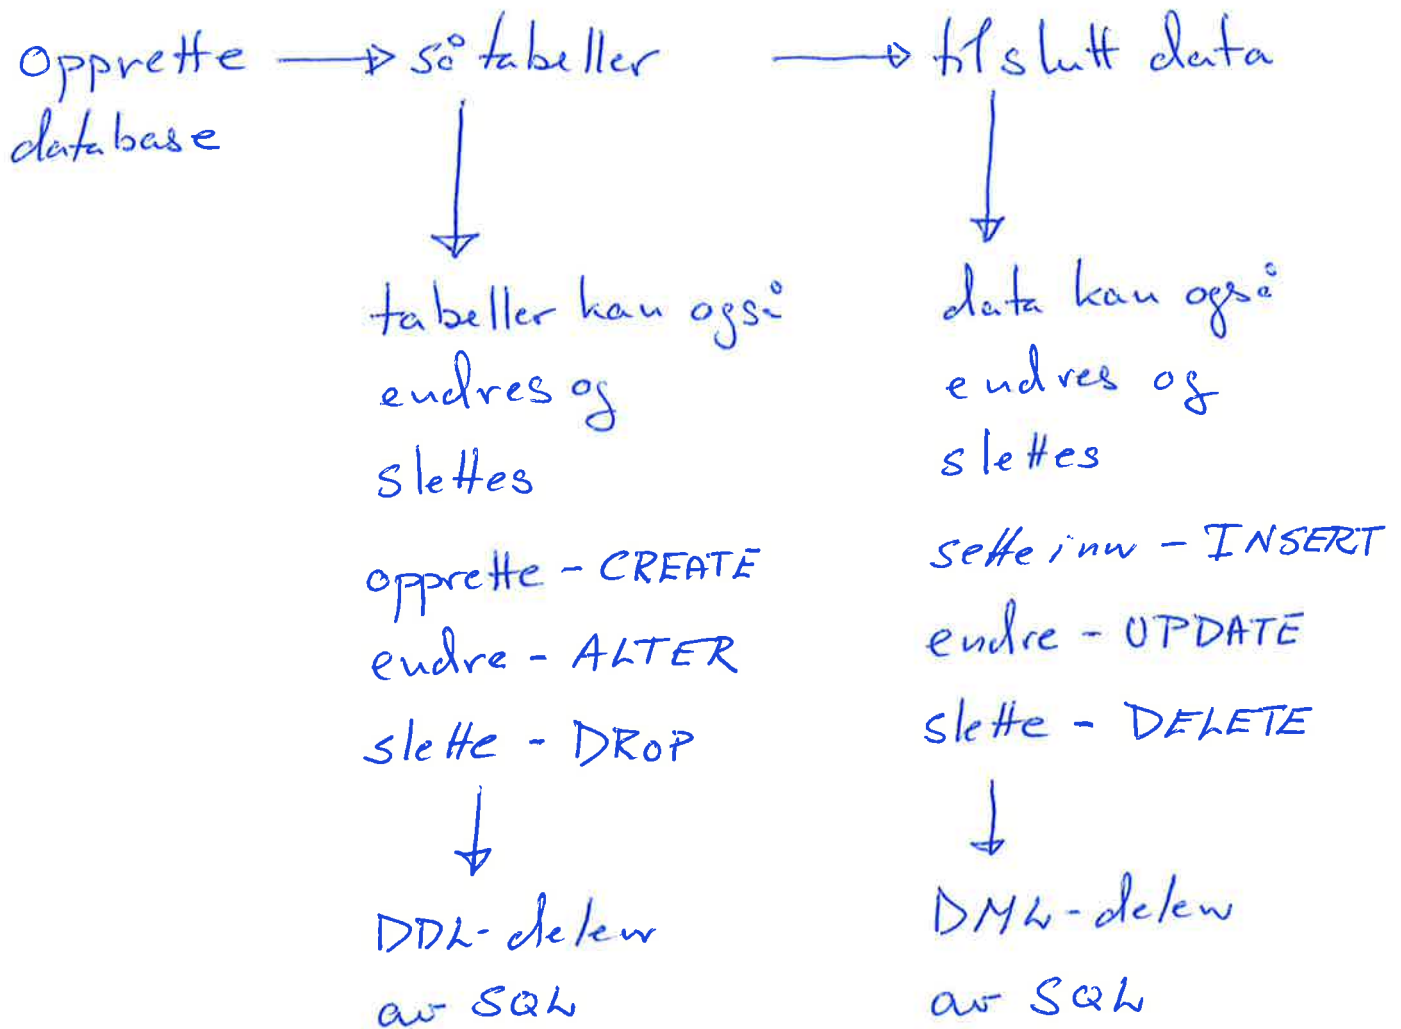 Opprette → så tabeller → til slutt data
database
tabeller kan også
endres og
slettes
opprette - CREATE
endre - ALTER
slette - DROP
DDL-delen
av SQL
data kan også
endres og
slettes
sette inn - INSERT
endre - UPDATE
slette - DELETE
DML-delen
av SQL